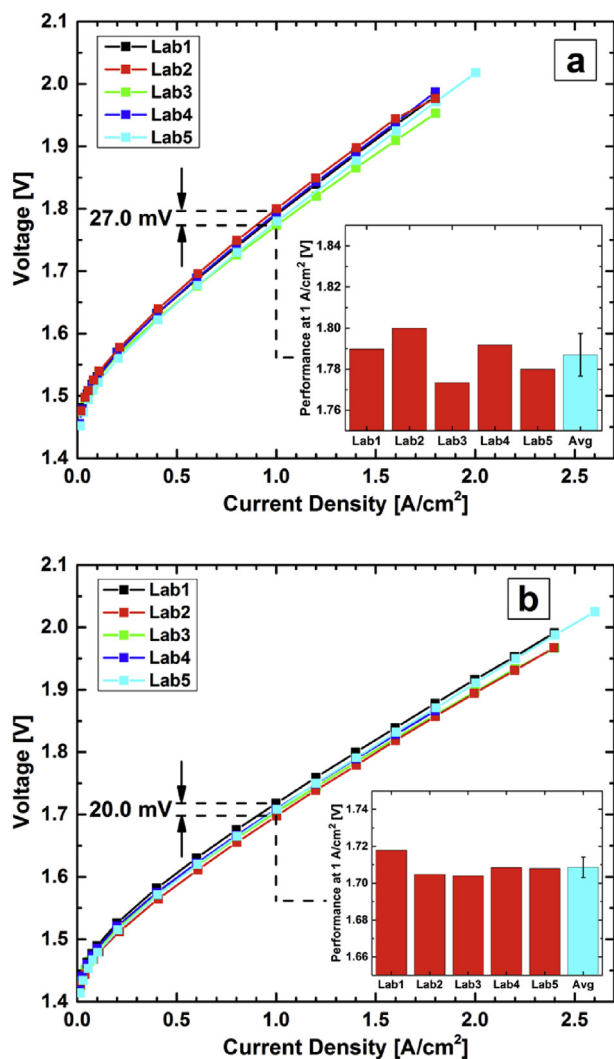 a
Lab1
Lab2
Lab3
Lab4
Lab5
2.1
2.0
1.9
1.8
1.7
1.6
1.5
1.4
Voltage [V]
27.0 mV
0.0 0.5 1.0 1.5 2.0 2.5
Current Density [A/cm²]
Performance at 1 A/cm² [V]
1.84
1.82
1.80
1.78
1.76
Lab1 Lab2 Lab3 Lab4 Lab5 Avg
b
Lab1
Lab2
Lab3
Lab4
Lab5
2.1
2.0
1.9
1.8
1.7
1.6
1.5
1.4
Voltage [V]
20.0 mV
0.0 0.5 1.0 1.5 2.0 2.5
Current Density [A/cm²]
Performance at 1 A/cm² [V]
1.74
1.72
1.70
1.68
1.66
Lab1 Lab2 Lab3 Lab4 Lab5 Avg